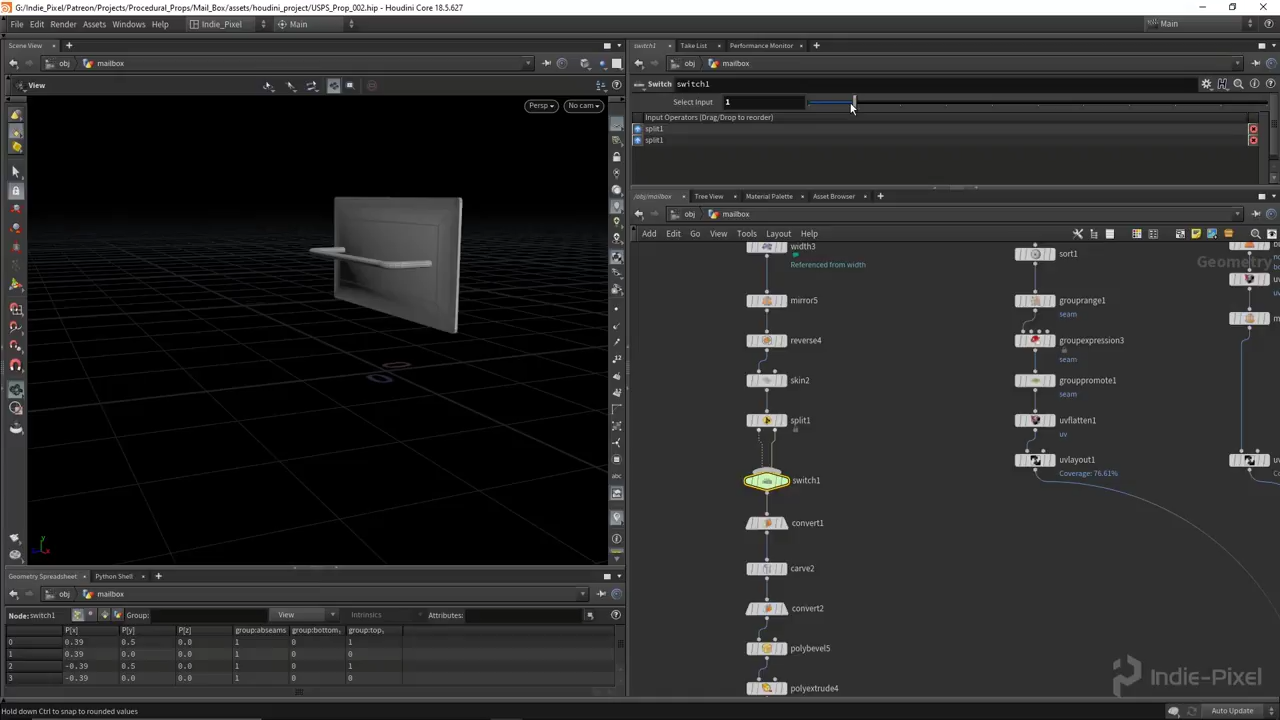 G:/Indie_Pixel/Patreon/Projects/Procedural_Props/Mail_Box/assets/houdini_project/USPS_Prop_002.hip - Houdini Core 18.5.627
File Edit Render Assets Windows Help Indie_Pixel Main Main
Scene View
obj mailbox
View
Persp No cam
switch1 Take List Performance Monitor
obj mailbox
Switch switch1
Select Input 1
Input Operators (Drag/Drop to reorder)
split1
split1
/obj/mailbox Tree View Material Palette Asset Browser
obj mailbox
Add Edit Go View Tools Layout Help
Geometry
width3
Referenced from width
mirror5
reverse4
skin2
split1
switch1
convert1
carve2
convert2
polybevel5
polyextrude4
sort1
grouprange1
seam
groupexpression3
seam
grouppromote1
seam
uvflatten1
uv
uvlayout1
Coverage: 76.61%
Geometry Spreadsheet Python Shell
obj mailbox
Node: switch1 Group: View Intrinsics Attributes:
P[x] P[y] P[z] group:abseams group:bottom, group:top,
0 0.39 0.5 0.0 1 0 1
1 0.39 0.0 0.0 1 0 0
2 -0.39 0.5 0.0 1 0 1
3 -0.39 0.0 0.0 1 0 0
Indie-Pixel
Hold down Ctrl to snap to rounded values
Auto Update